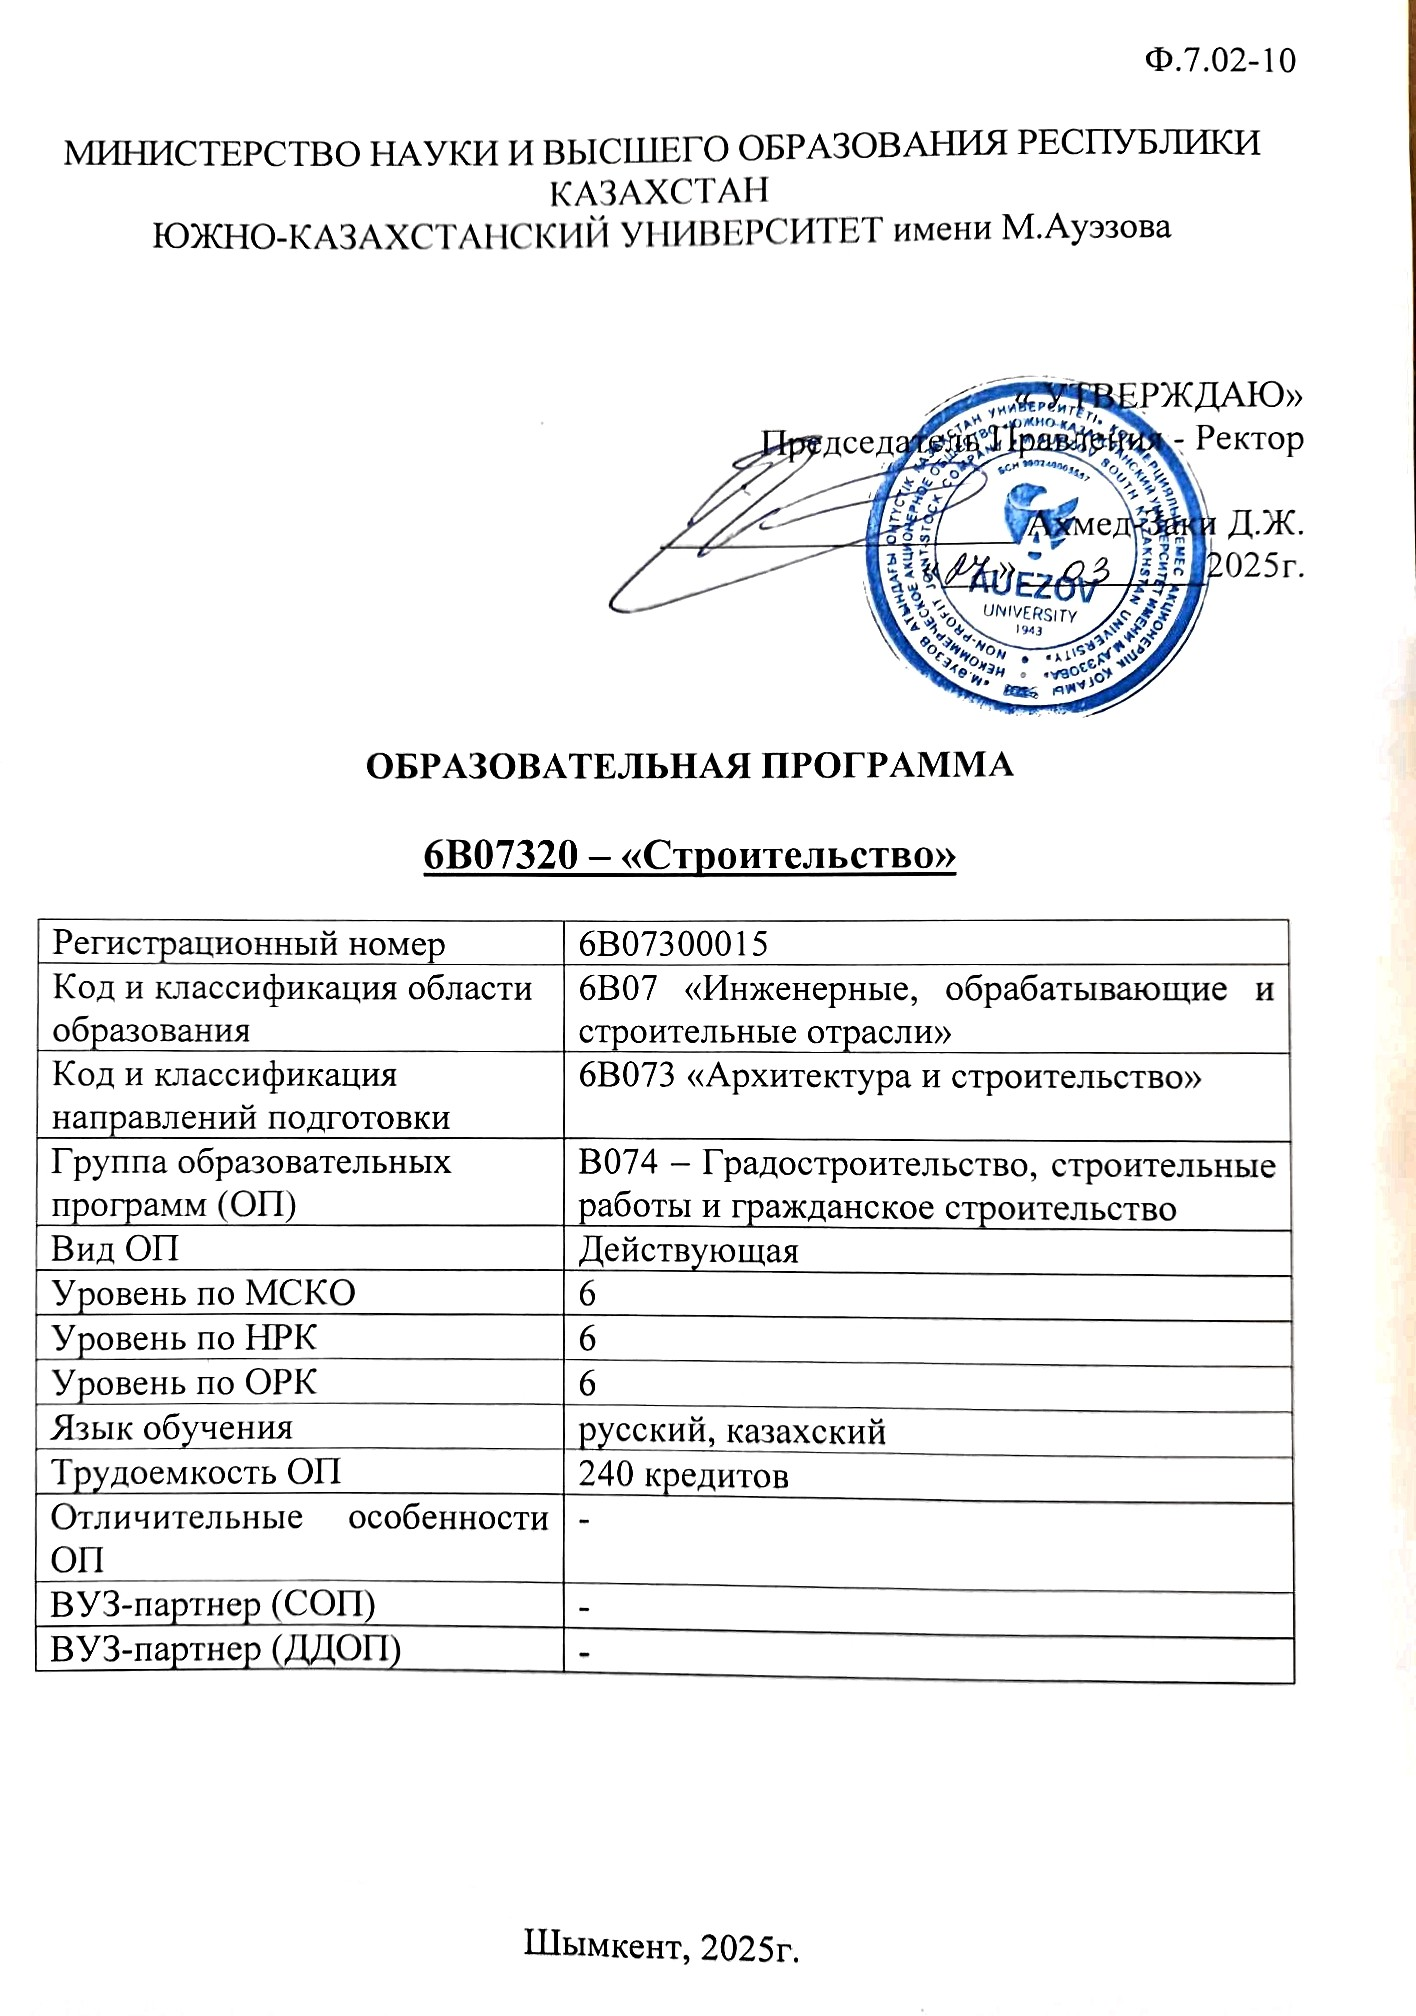 Ф.7.02-10
МИНИСТЕРСТВО НАУКИ И ВЫСШЕГО ОБРАЗОВАНИЯ РЕСПУБЛИКИ
КАЗАХСТАН
ЮЖНО-КАЗАХСТАНСКИЙ УНИВЕРСИТЕТ имени М.Ауэзова
« УТВЕРЖДАЮ»
Председатель Правления - Ректор
Ахмед-Заки Д.Ж.
« » 03 2025г.
AUEZOV
UNIVERSITY
1943
ОБРАЗОВАТЕЛЬНАЯ ПРОГРАММА
6В07320 – «Строительство»
Регистрационный номер 6В07300015
Код и классификация области 6В07 «Инженерные, обрабатывающие и
образования строительные отрасли»
Код и классификация 6В073 «Архитектура и строительство»
направлений подготовки
Группа образовательных В074 – Градостроительство, строительные
программ (ОП) работы и гражданское строительство
Вид ОП Действующая
Уровень по МСКО 6
Уровень по НРК 6
Уровень по ОРК 6
Язык обучения русский, казахский
Трудоемкость ОП 240 кредитов
Отличительные особенности -
ОП
ВУЗ-партнер (СОП) -
ВУЗ-партнер (ДДОП) -
Шымкент, 2025г.